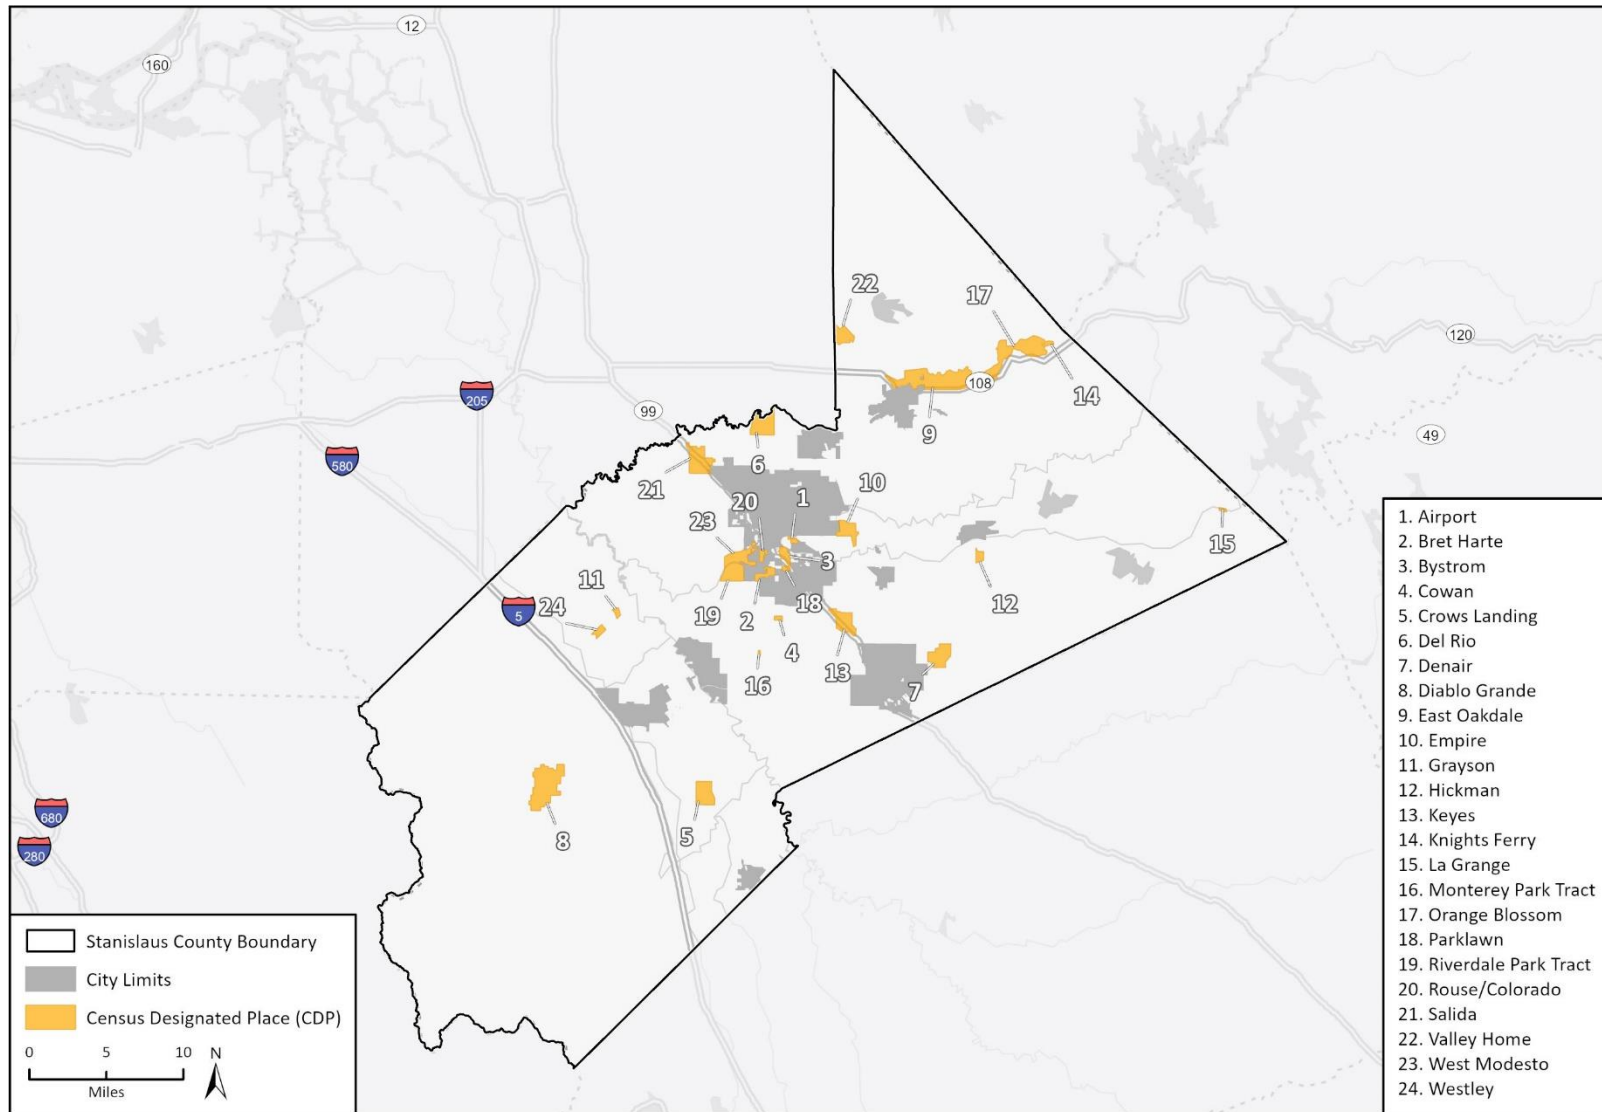 12
160
22
17
120
108
14
205
99
9
49
580
6
21
20
1
10
23
15
3
11
12
5
24
19
2
18
4
13
16
7
8
5
680
280
Stanislaus County Boundary
City Limits
Census Designated Place (CDP)
0 5 10 N
Miles
1. Airport
2. Bret Harte
3. Bystrom
4. Cowan
5. Crows Landing
6. Del Rio
7. Denair
8. Diablo Grande
9. East Oakdale
10. Empire
11. Grayson
12. Hickman
13. Keyes
14. Knights Ferry
15. La Grange
16. Monterey Park Tract
17. Orange Blossom
18. Parklawn
19. Riverdale Park Tract
20. Rouse/Colorado
21. Salida
22. Valley Home
23. West Modesto
24. Westley